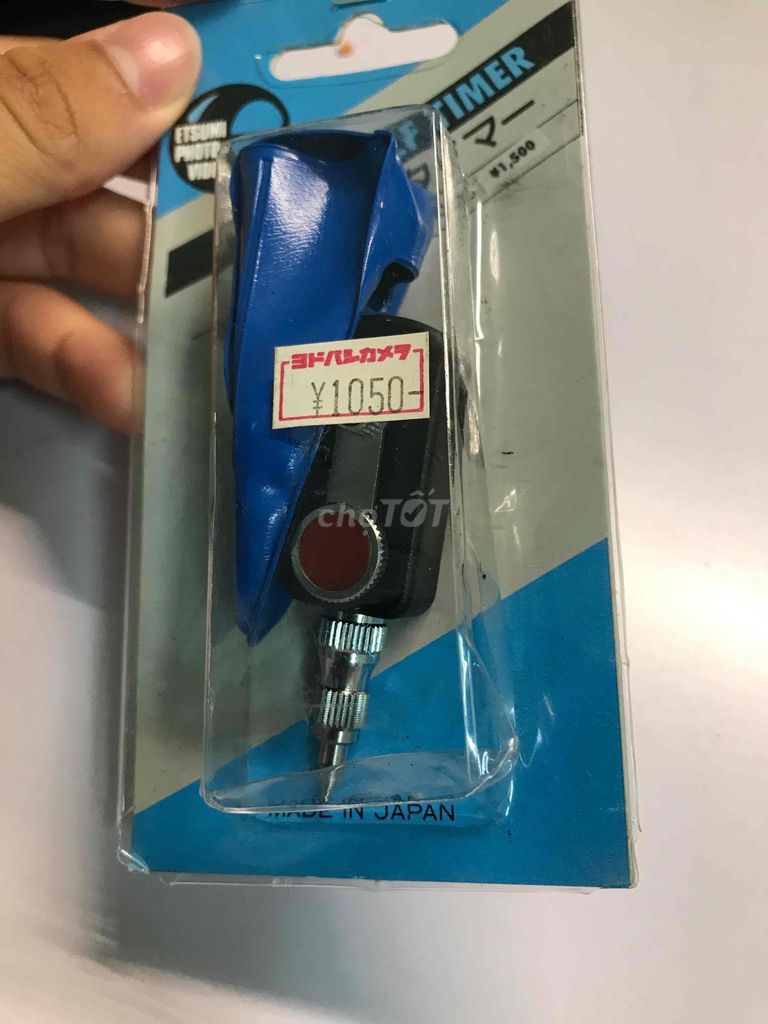 TIMER
マー
¥1,500
ETSUMI
PHOTO
VIDE
ヨドバシカメラ
¥1050-
chợTỐT
MADE IN JAPAN